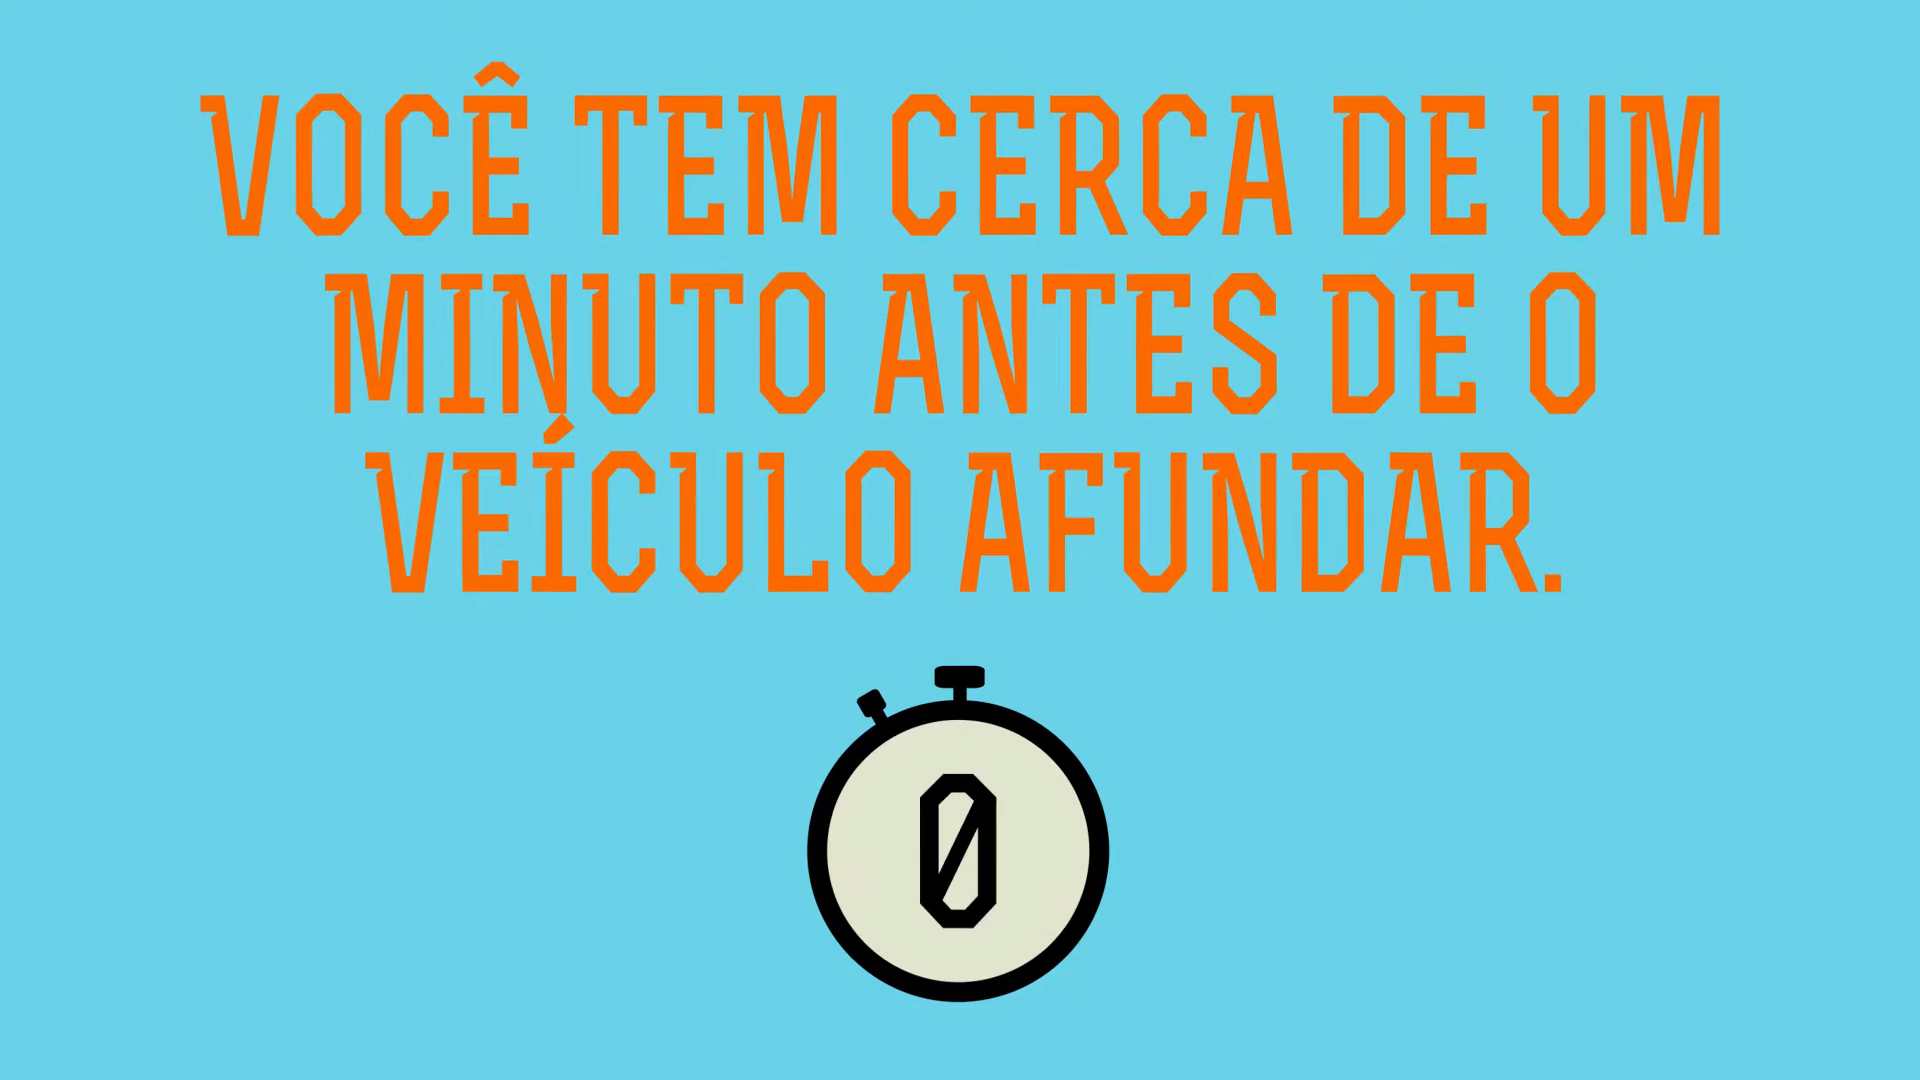 VOCÊ TEM CERCA DE UM
MINUTO ANTES DE O
VEÍCULO AFUNDAR.
0